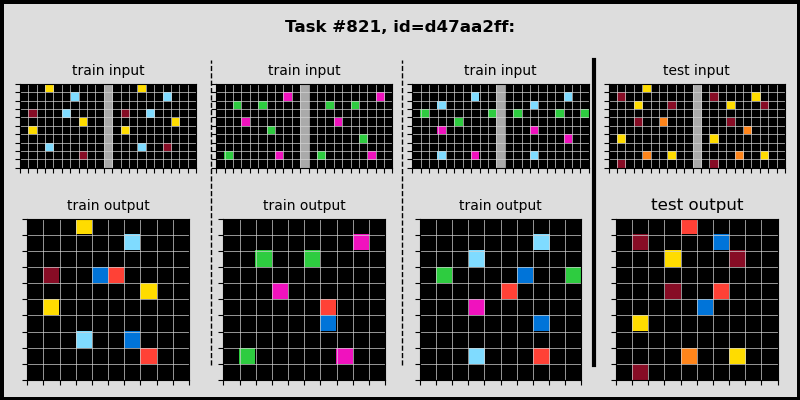 Task #821, id=d47aa2ff:
train input train input train input test input
train output train output train output test output